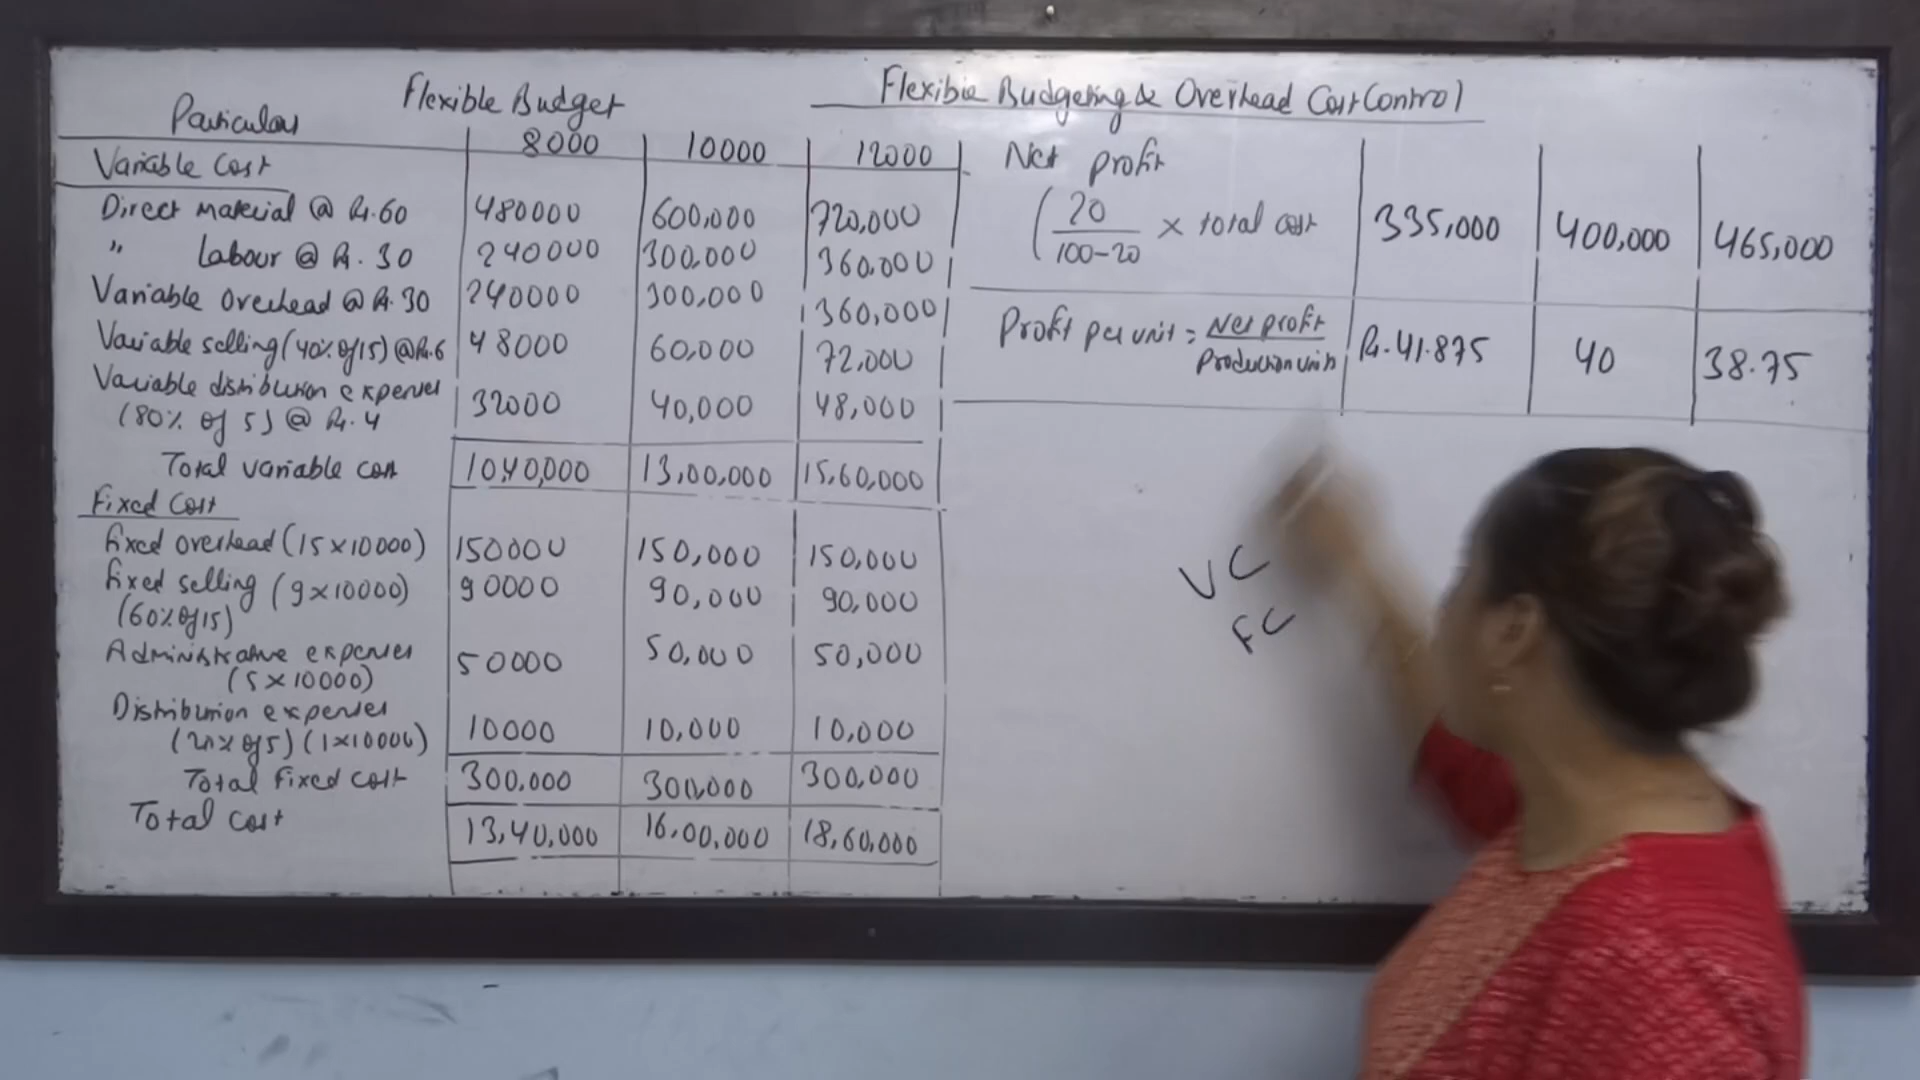 Flexible Budgeting & Overhead Cost Control
Flexible Budget
Particulars 8000 10000 12000
Variable Cost
Direct material @ Rs.60 480000 600,000 720,000
" Labour @ Rs. 30 240000 300,000 360,000
Variable overhead @ Rs.30 240000 300,000 360,000
Variable selling (40% of 15) @ Rs.6 48000 60,000 72,000
Variable distribution expenses
(80% of 5) @ Rs. 4 32000 40,000 48,000
Total variable cost 10,40,000 13,00,000 15,60,000
Fixed Cost
Fixed overhead (15×10000) 150000 150,000 150,000
Fixed selling (9×10000) 90000 90,000 90,000
(60% of 15)
Administrative expenses 50000 50,000 50,000
(5×10000)
Distribution expenses
(20% of 5) (1×10000) 10000 10,000 10,000
Total fixed cost 300,000 300,000 300,000
Total cost 13,40,000 16,00,000 18,60,000
Net profit
(20/100-20 × total cost 335,000 400,000 465,000
Profit per unit = Net profit/Production units Rs.41.875 40 38.75
VC
FC